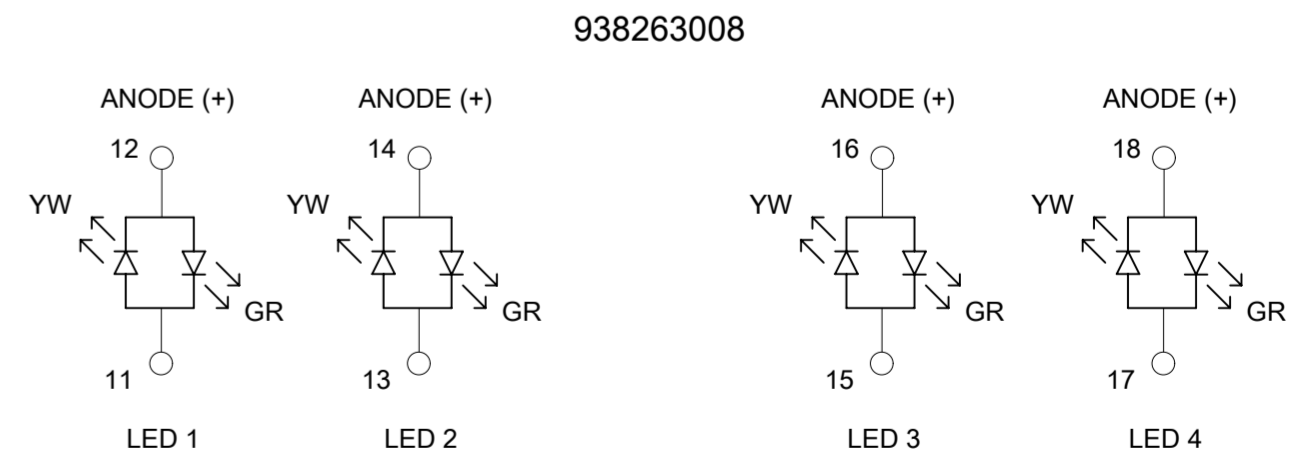 938263008
ANODE (+) ANODE (+) ANODE (+) ANODE (+)
12 14 16 18
YW YW YW YW
GR GR GR GR
11 13 15 17
LED 1 LED 2 LED 3 LED 4